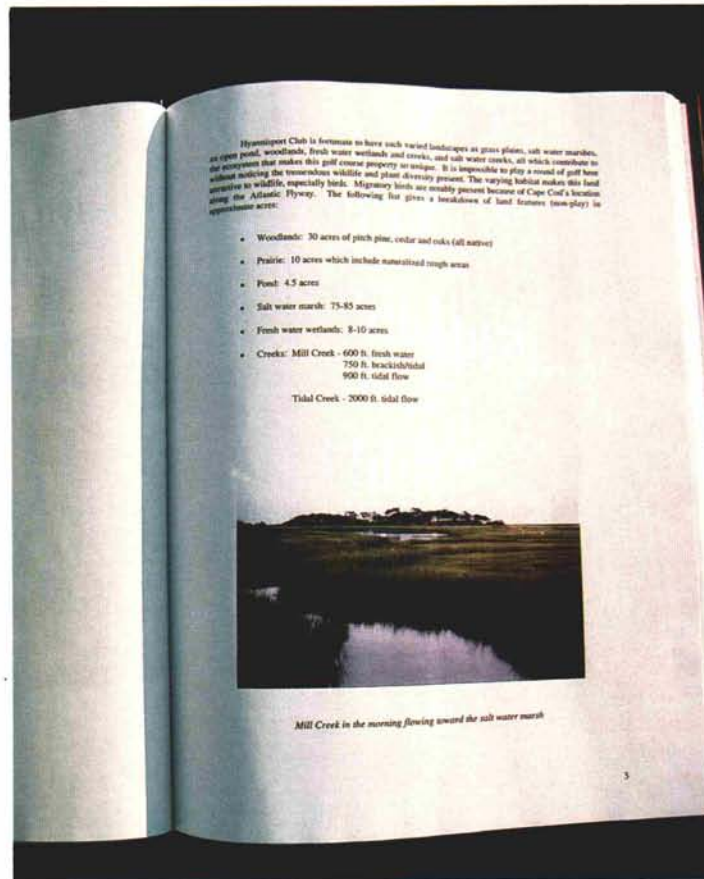 Hyannisport Club is fortunate to have such varied landscapes as grass plains, salt water marshes,
an open pond, woodlands, fresh water wetlands and creeks, and salt water creeks, all which contribute to
the ecosystem that makes this golf course property so unique. It is impossible to play a round of golf here
without noticing the tremendous wildlife and plant diversity present. The varying habitat makes this land
attractive to wildlife, especially birds. Migratory birds are notably present because of Cape Cod's location
along the Atlantic Flyway. The following list gives a breakdown of land features (non-play) in
approximate acres:
• Woodlands: 30 acres of pitch pine, cedar and oaks (all native)
• Prairie: 10 acres which include naturalized rough areas
• Pond: 4.5 acres
• Salt water marsh: 75-85 acres
• Fresh water wetlands: 8-10 acres
• Creeks: Mill Creek - 600 ft. fresh water
750 ft. brackish/tidal
900 ft. tidal flow
Tidal Creek - 2000 ft. tidal flow
Mill Creek in the morning flowing toward the salt water marsh
3